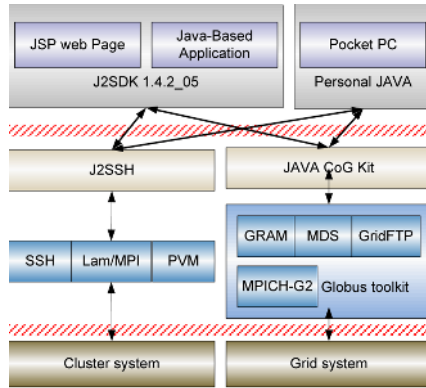 JSP web Page
Java-Based
Application
Pocket PC
J2SDK 1.4.2_05
Personal JAVA
J2SSH
JAVA CoG Kit
SSH
Lam/MPI
PVM
GRAM
MDS
GridFTP
MPICH-G2
Globus toolkit
Cluster system
Grid system